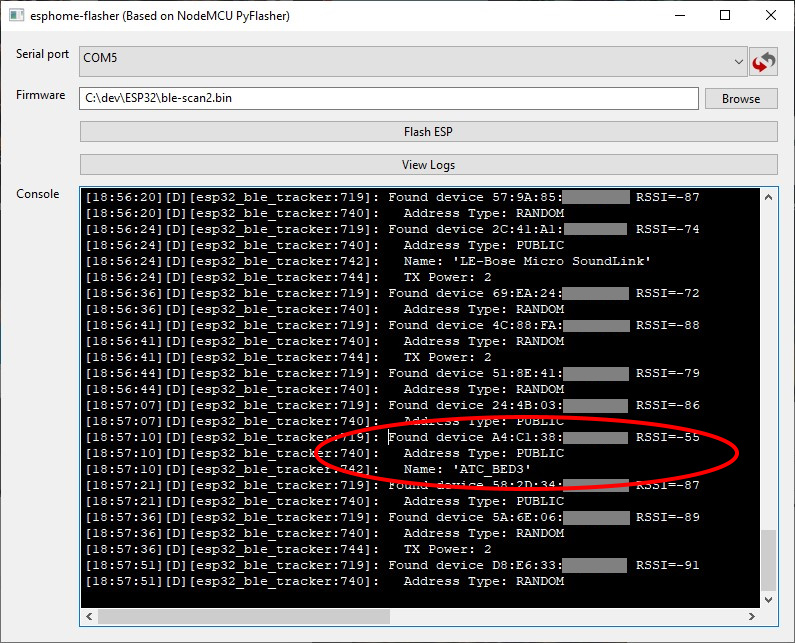 esphome-flasher (Based on NodeMCU PyFlasher)
Serial port
COM5
Firmware
C:\dev\ESP32\ble-scan2.bin
Browse
Flash ESP
View Logs
Console
[18:56:20][D][esp32_ble_tracker:719]: Found device 57:9A:85: RSSI=-87
[18:56:20][D][esp32_ble_tracker:740]:   Address Type: RANDOM
[18:56:24][D][esp32_ble_tracker:719]: Found device 2C:41:A1: RSSI=-74
[18:56:24][D][esp32_ble_tracker:740]:   Address Type: PUBLIC
[18:56:24][D][esp32_ble_tracker:742]:   Name: 'LE-Bose Micro SoundLink'
[18:56:24][D][esp32_ble_tracker:744]:   TX Power: 2
[18:56:36][D][esp32_ble_tracker:719]: Found device 69:EA:24: RSSI=-72
[18:56:36][D][esp32_ble_tracker:740]:   Address Type: RANDOM
[18:56:41][D][esp32_ble_tracker:719]: Found device 4C:88:FA: RSSI=-88
[18:56:41][D][esp32_ble_tracker:740]:   Address Type: RANDOM
[18:56:41][D][esp32_ble_tracker:744]:   TX Power: 2
[18:56:44][D][esp32_ble_tracker:719]: Found device 51:8E:41: RSSI=-79
[18:56:44][D][esp32_ble_tracker:740]:   Address Type: RANDOM
[18:57:07][D][esp32_ble_tracker:719]: Found device 24:4B:03: RSSI=-86
[18:57:07][D][esp32_ble_tracker:740]:   Address Type: PUBLIC
[18:57:10][D][esp32_ble_tracker:719]: Found device A4:C1:38: RSSI=-55
[18:57:10][D][esp32_ble_tracker:740]:   Address Type: PUBLIC
[18:57:10][D][esp32_ble_tracker:742]:   Name: 'ATC_BED3'
[18:57:21][D][esp32_ble_tracker:719]: Found device 58:2D:34: RSSI=-87
[18:57:21][D][esp32_ble_tracker:740]:   Address Type: PUBLIC
[18:57:36][D][esp32_ble_tracker:719]: Found device 5A:6E:06: RSSI=-89
[18:57:36][D][esp32_ble_tracker:740]:   Address Type: RANDOM
[18:57:36][D][esp32_ble_tracker:744]:   TX Power: 2
[18:57:51][D][esp32_ble_tracker:719]: Found device D8:E6:33: RSSI=-91
[18:57:51][D][esp32_ble_tracker:740]:   Address Type: RANDOM